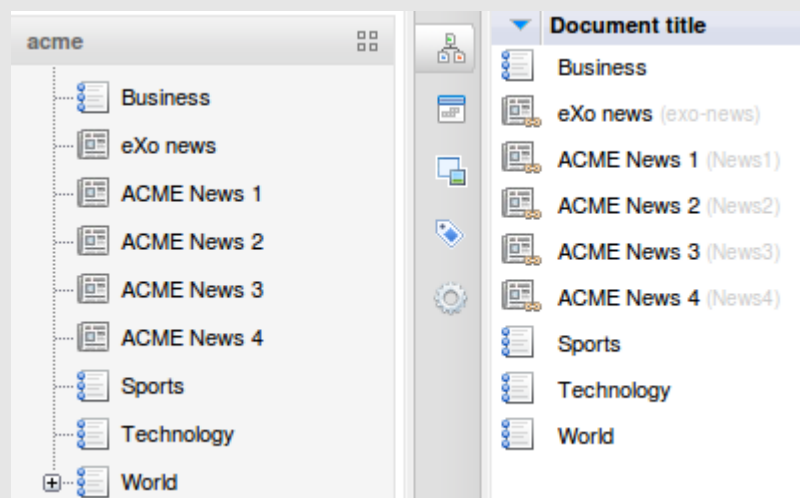 acme
Business
eXo news
ACME News 1
ACME News 2
ACME News 3
ACME News 4
Sports
Technology
World
Document title
Business
eXo news (exo-news)
ACME News 1 (News1)
ACME News 2 (News2)
ACME News 3 (News3)
ACME News 4 (News4)
Sports
Technology
World